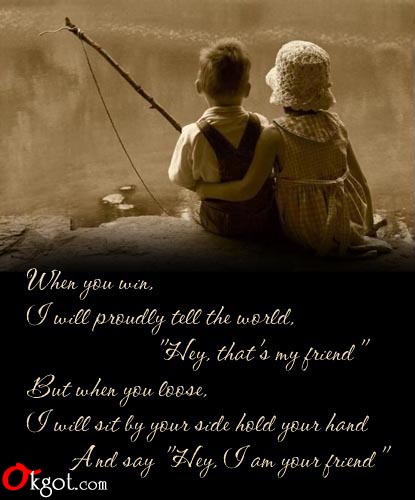 When you win,
I will proudly tell the world,
"Hey, that's my friend"
But when you loose,
I will sit by your side hold your hand
And say "Hey, I am your friend"
Okgot.com